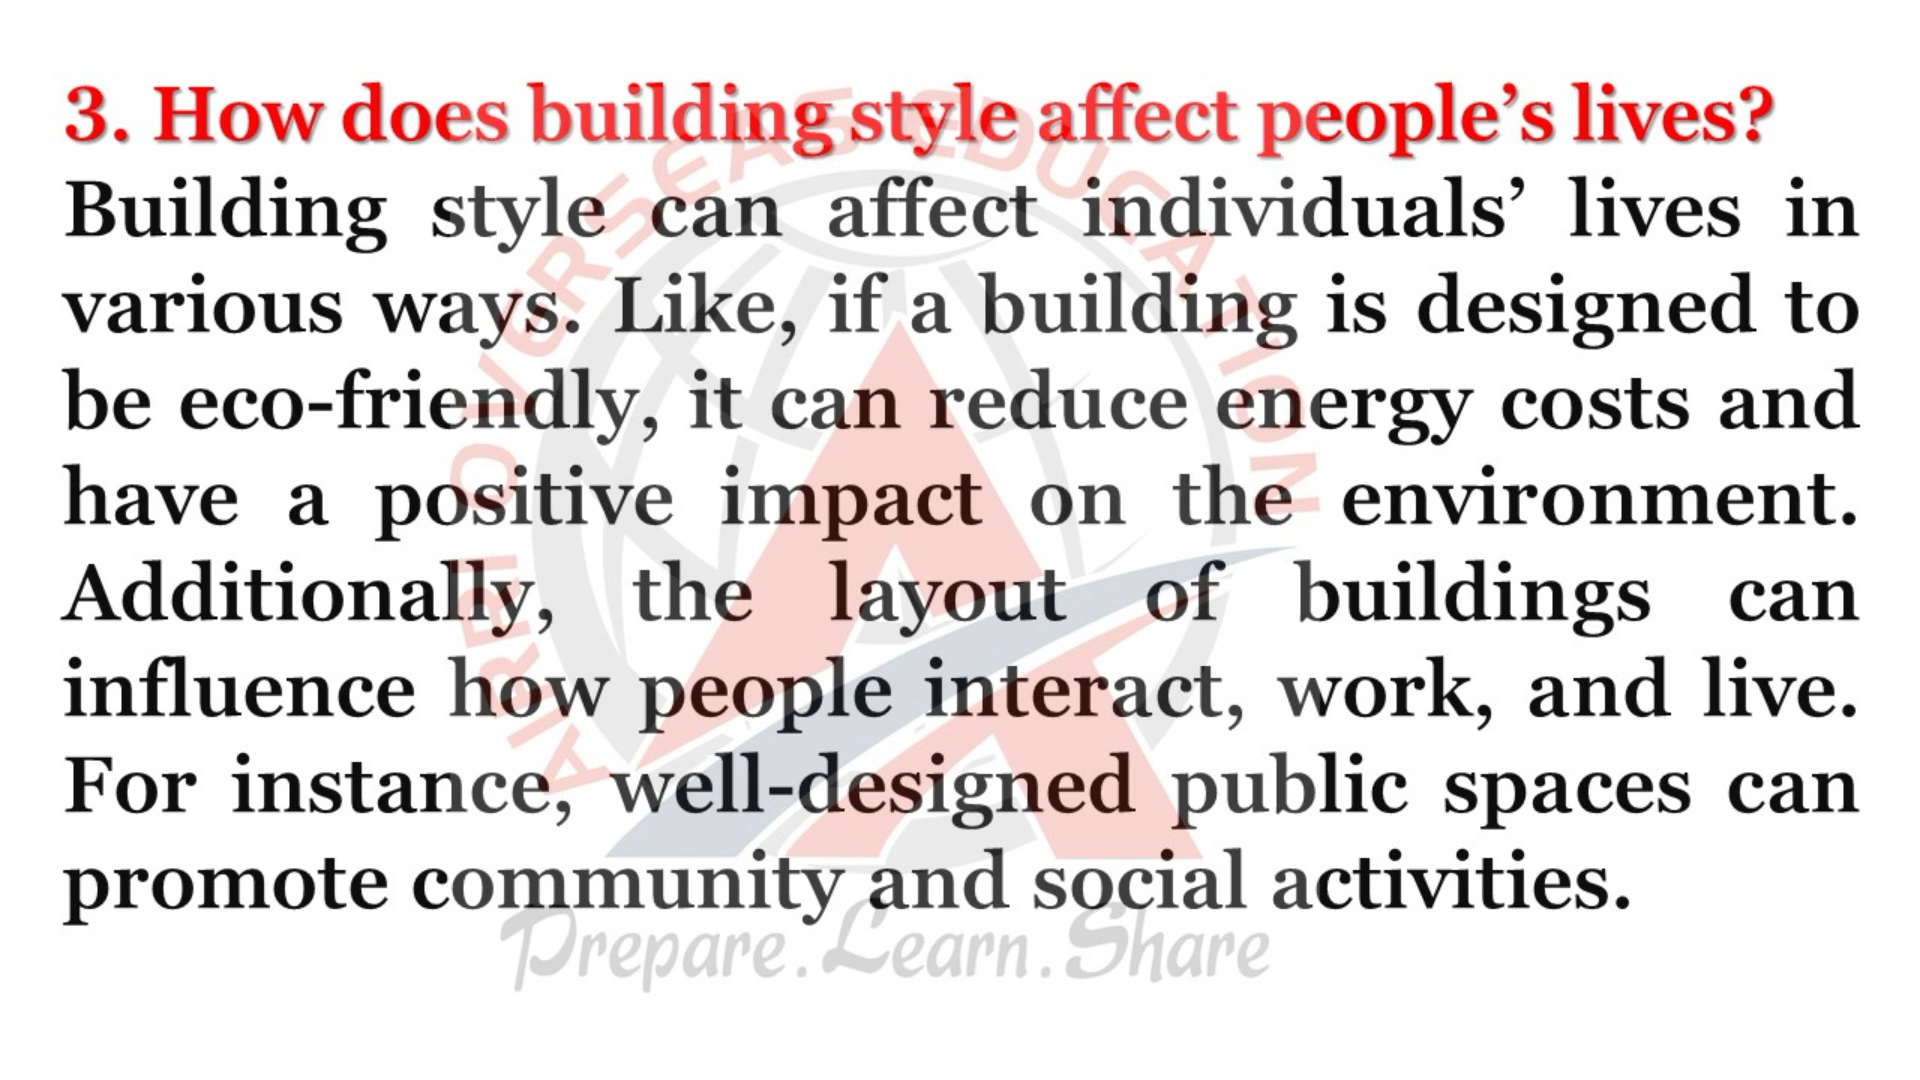 3. How does building style affect people’s lives?
Building style can affect individuals’ lives in
various ways. Like, if a building is designed to
be eco-friendly, it can reduce energy costs and
have a positive impact on the environment.
Additionally, the layout of buildings can
influence how people interact, work, and live.
For instance, well-designed public spaces can
promote community and social activities.
ARBI OVERSEAS EDUCATION
Prepare. Learn. Share